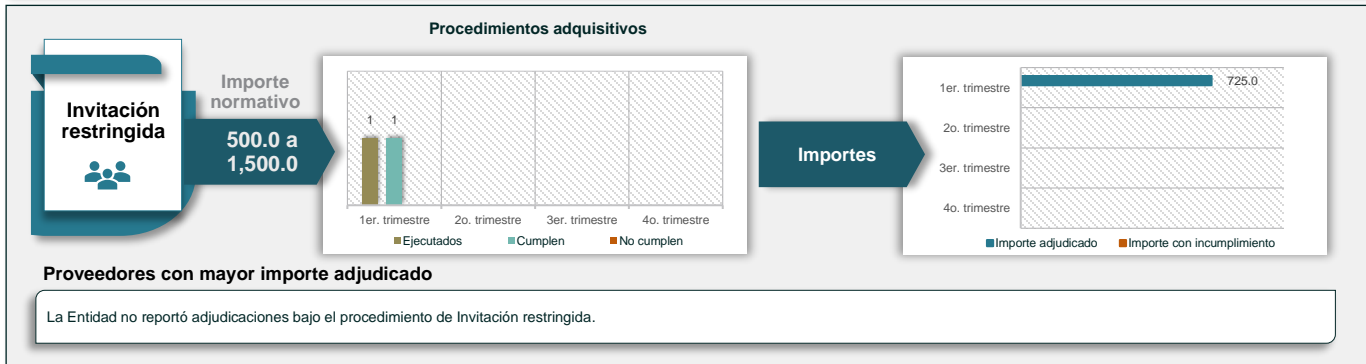 Procedimientos adquisitivos
Invitación
restringida
Importe
normativo
500.0 a
1,500.0
1 1
1er. trimestre 2o. trimestre 3er. trimestre 4o. trimestre
Ejecutados Cumplen No cumplen
Importes
1er. trimestre 725.0
2o. trimestre
3er. trimestre
4o. trimestre
Importe adjudicado Importe con incumplimiento
Proveedores con mayor importe adjudicado
La Entidad no reportó adjudicaciones bajo el procedimiento de Invitación restringida.